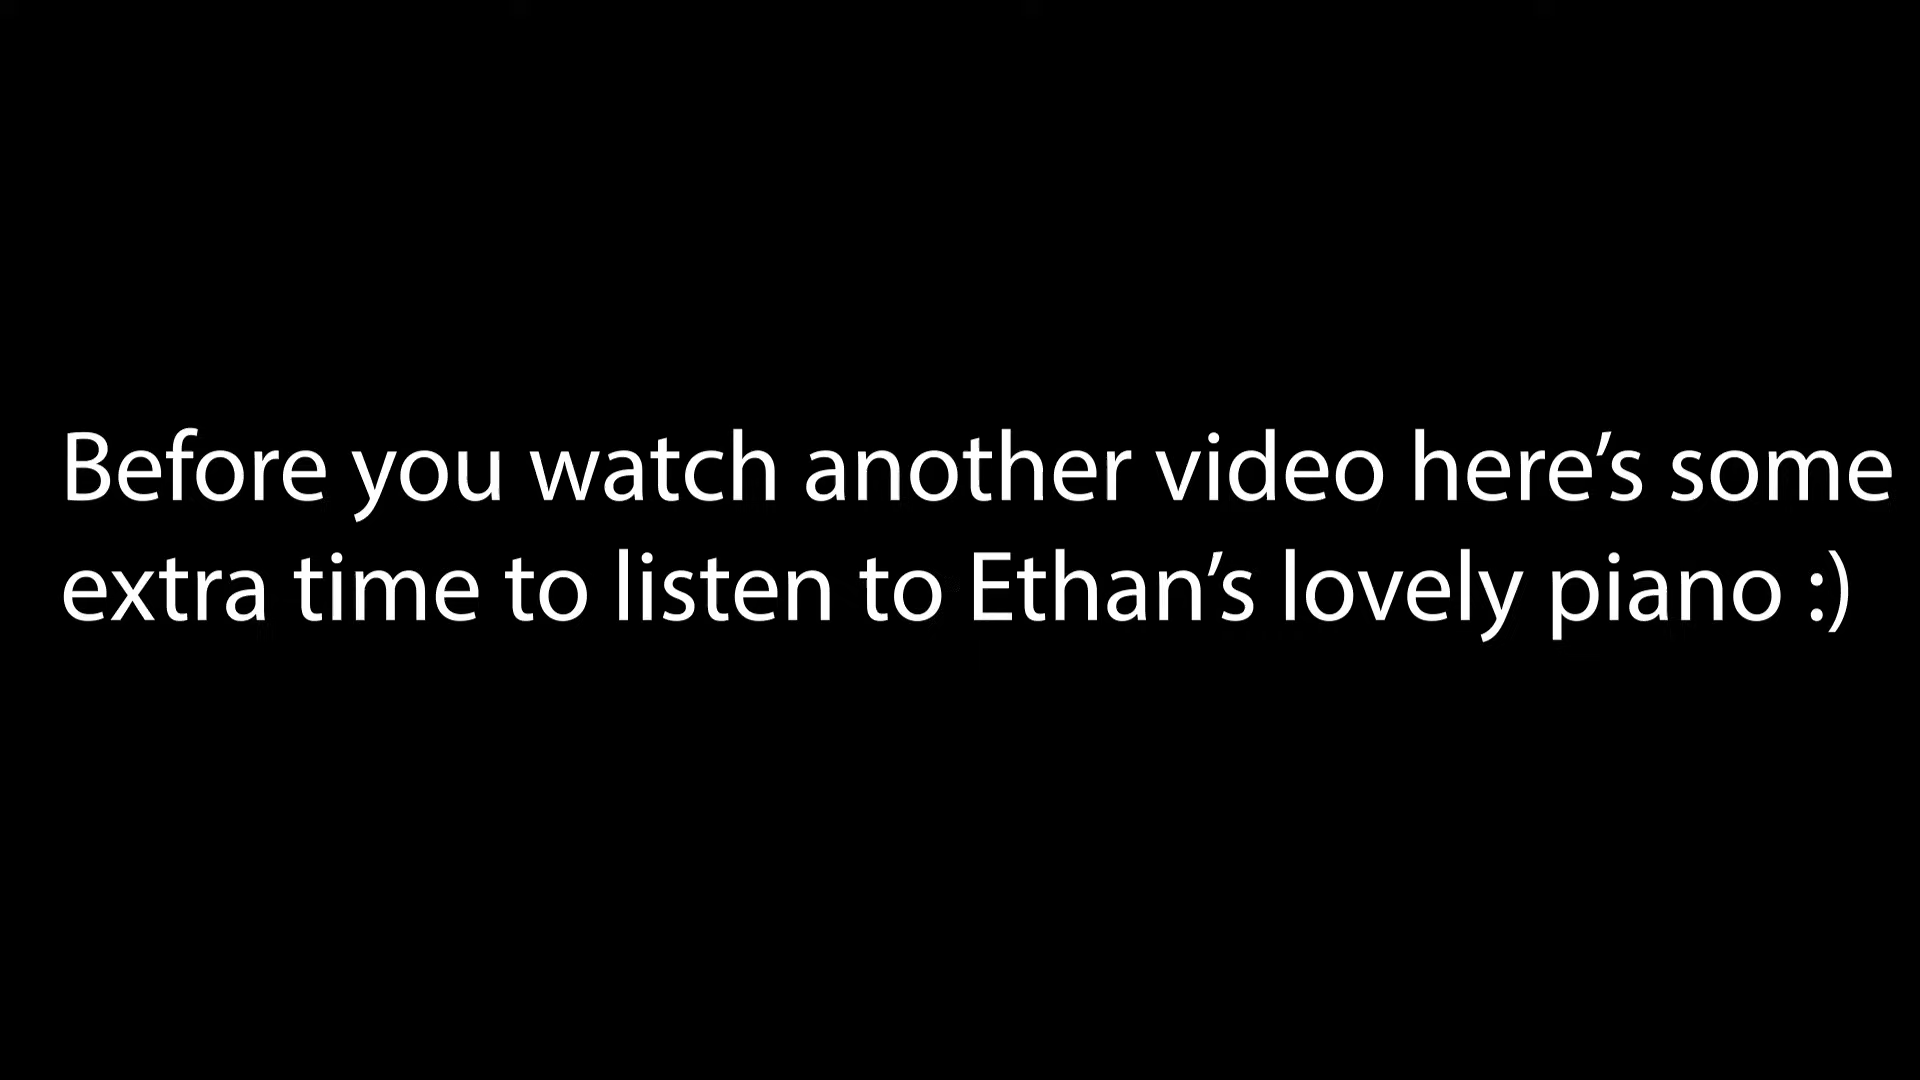 Before you watch another video here’s some
extra time to listen to Ethan’s lovely piano :)